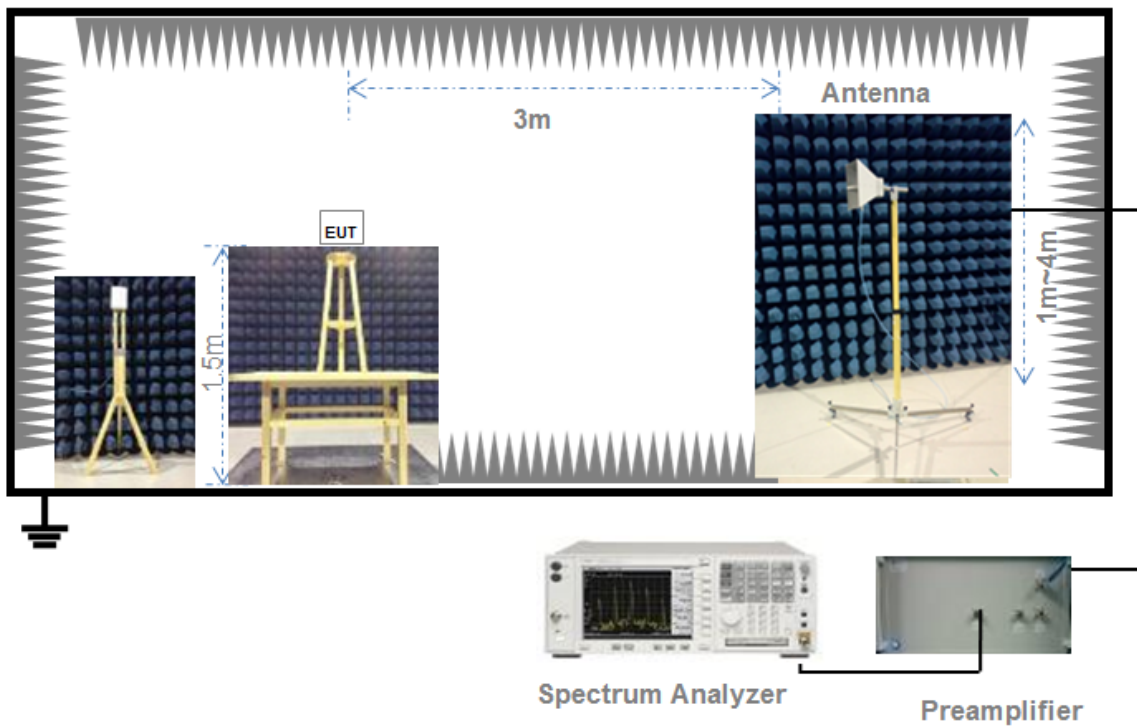 Antenna
3m
EUT
1.5m
1m~4m
Spectrum Analyzer
Preamplifier